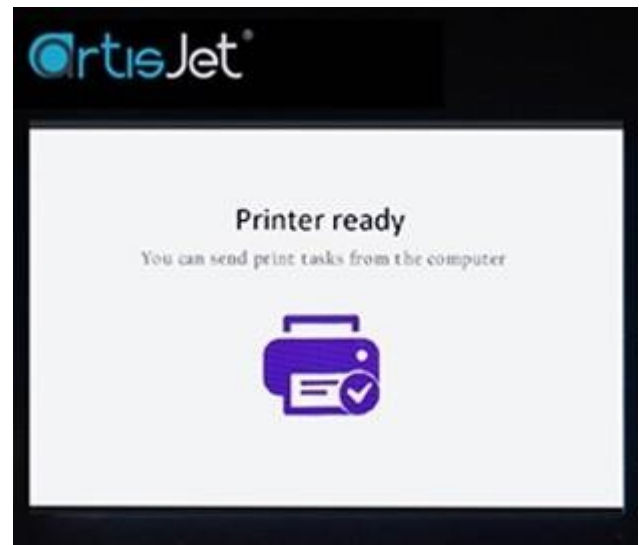 artisJet®
Printer ready
You can send print tasks from the computer